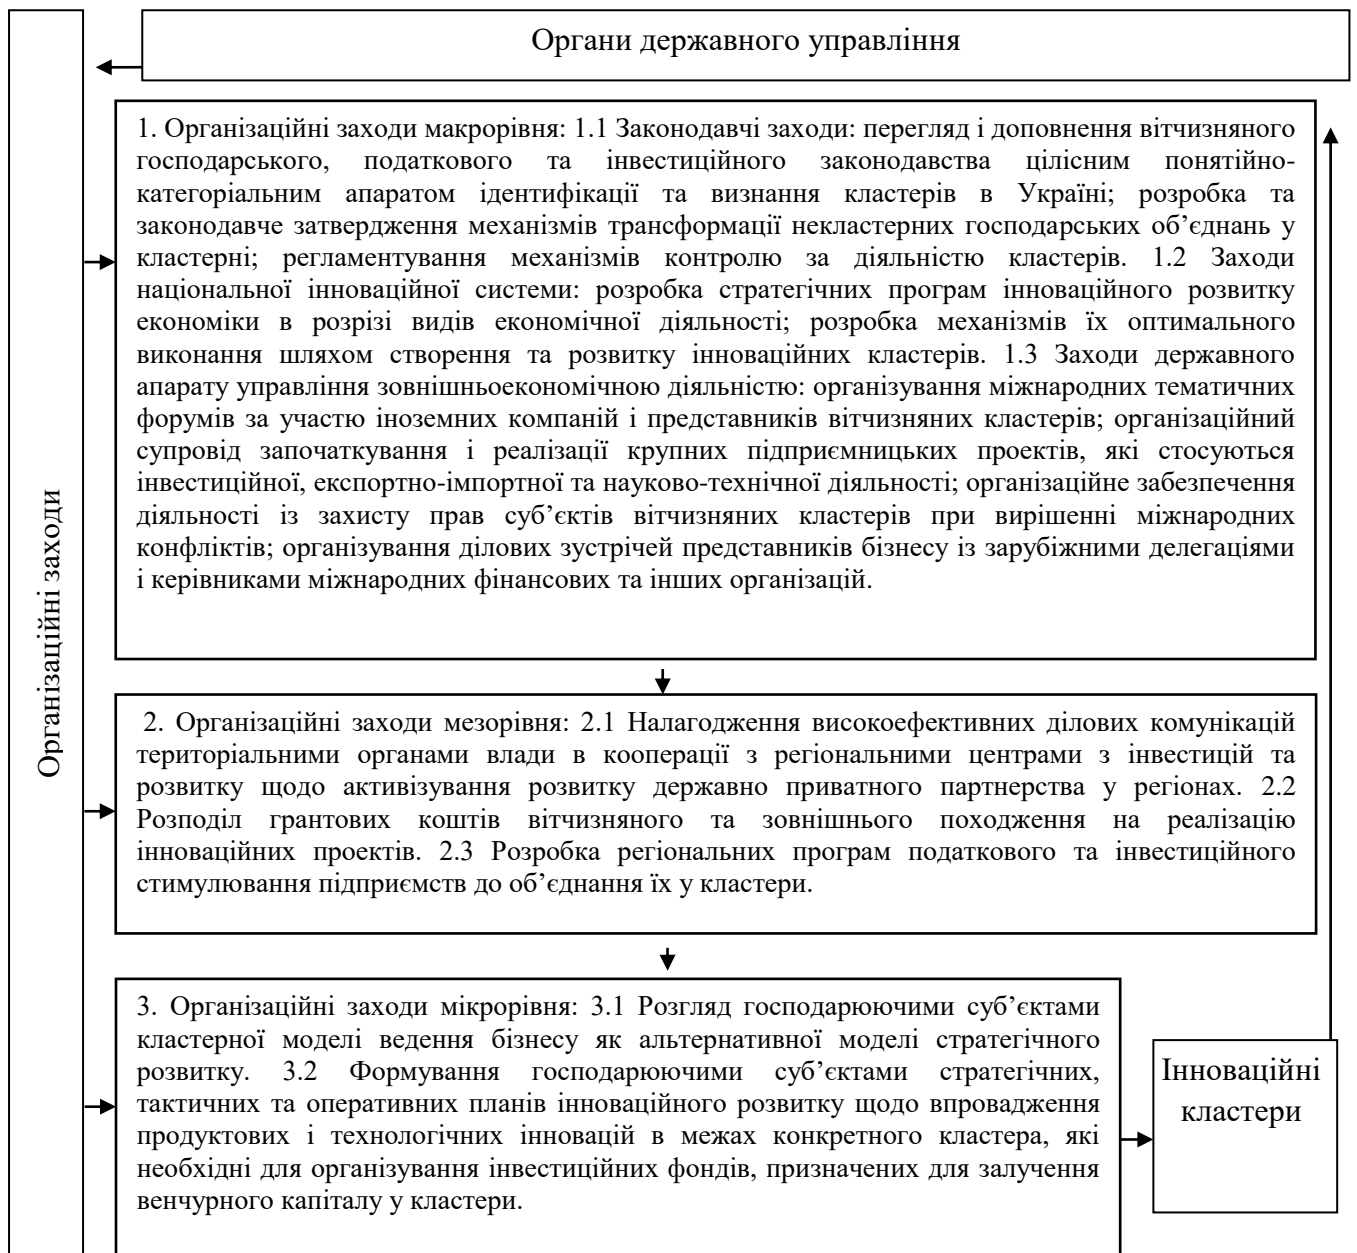 Органи державного управління
Організаційні заходи
1. Організаційні заходи макрорівня: 1.1 Законодавчі заходи: перегляд і доповнення вітчизняного
господарського, податкового та інвестиційного законодавства цілісним понятійно-
категоріальним апаратом ідентифікації та визнання кластерів в Україні; розробка та
законодавче затвердження механізмів трансформації некластерних господарських об’єднань у
кластерні; регламентування механізмів контролю за діяльністю кластерів. 1.2 Заходи
національної інноваційної системи: розробка стратегічних програм інноваційного розвитку
економіки в розрізі видів економічної діяльності; розробка механізмів їх оптимального
виконання шляхом створення та розвитку інноваційних кластерів. 1.3 Заходи державного
апарату управління зовнішньоекономічною діяльністю: організування міжнародних тематичних
форумів за участю іноземних компаній і представників вітчизняних кластерів; організаційний
супровід започаткування і реалізації крупних підприємницьких проектів, які стосуються
інвестиційної, експортно-імпортної та науково-технічної діяльності; організаційне забезпечення
діяльності із захисту прав суб’єктів вітчизняних кластерів при вирішенні міжнародних
конфліктів; організування ділових зустрічей представників бізнесу із зарубіжними делегаціями
і керівниками міжнародних фінансових та інших організацій.
2. Організаційні заходи мезорівня: 2.1 Налагодження високоефективних ділових комунікацій
територіальними органами влади в кооперації з регіональними центрами з інвестицій та
розвитку щодо активізування розвитку державно приватного партнерства у регіонах. 2.2
Розподіл грантових коштів вітчизняного та зовнішнього походження на реалізацію
інноваційних проектів. 2.3 Розробка регіональних програм податкового та інвестиційного
стимулювання підприємств до об’єднання їх у кластери.
3. Організаційні заходи мікрорівня: 3.1 Розгляд господарюючими суб’єктами
кластерної моделі ведення бізнесу як альтернативної моделі стратегічного
розвитку. 3.2 Формування господарюючими суб’єктами стратегічних,
тактичних та оперативних планів інноваційного розвитку щодо впровадження
продуктових і технологічних інновацій в межах конкретного кластера, які
необхідні для організування інвестиційних фондів, призначених для залучення
венчурного капіталу у кластери.
Інноваційні
кластери